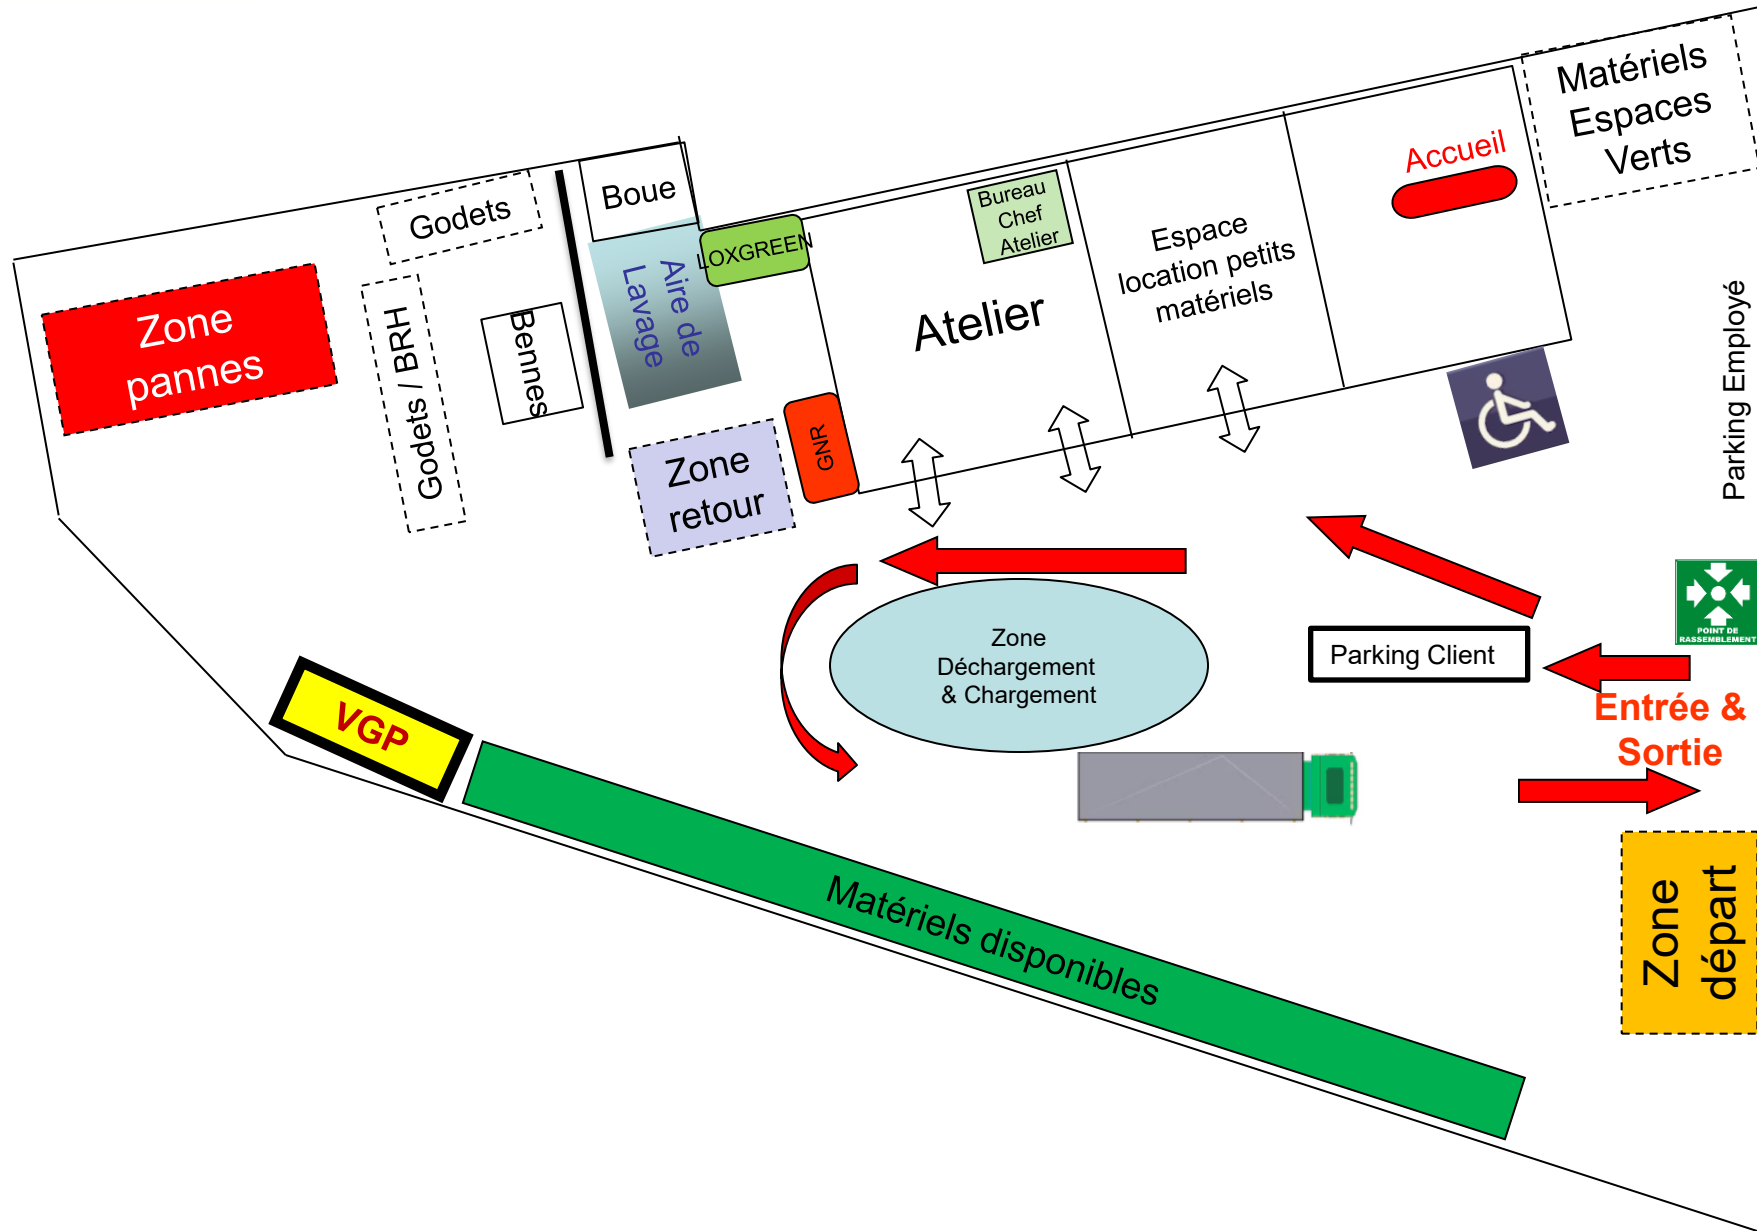 Matériels
Espaces
Verts
Accueil
Boue
Godets
Bureau
Chef
Atelier
LOXGREEN
Espace
location petits
matériels
Aire de
Lavage
Atelier
Zone
pannes
Godets / BRH
Bennes
Parking Employé
GNR
Zone
retour
POINT DE
RASSEMBLEMENT
Zone
Déchargement
& Chargement
Parking Client
Entrée &
Sortie
VGP
Matériels disponibles
Zone
départ